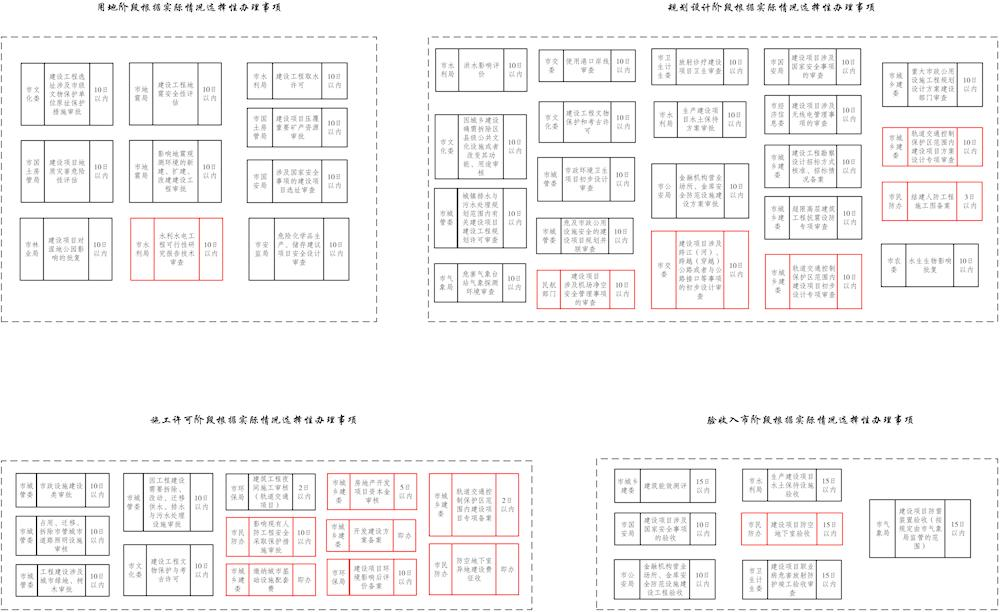 用地阶段根据实际情况选择性办理事项
市文化委
建设工程选址涉及市级文物保护单位原址保护措施审批
10日以内
市地震局
建设工程地震安全性评估
10日以内
市水利局
建设工程取水许可
10日以内
市国土房管局
建设项目压覆重要矿产资源审批
10日以内
市国土房管局
建设项目地质灾害危险性评估
10日以内
市地震局
影响地震观测环境的新建、扩建、改建建设工程审批
10日以内
市国安局
涉及国家安全事项的建设项目选址审查
10日以内
市林业局
建设项目对湿地公园影响的批复
10日以内
市水利局
水利水电工程可行性研究报告技术审查
10日以内
市安监局
危险化学品生产、储存建设项目安全设计审查
10日以内
规划设计阶段根据实际情况选择性办理事项
市水利局
洪水影响评价
10日以内
市文化委
因城乡建设确需拆除区县级公共文化设施或者改变其功能、用途审核
10日以内
市城管委
城镇排水与污水处理规划范围内有关建设项目建设工程规划许可审查
10日以内
市气象局
危害气象台站气象探测环境审查
10日以内
市交委
使用港口岸线审查
10日以内
市文化委
建设工程文物保护和考古许可
10日以内
市城管委
市政环境卫生项目初步设计审查
10日以内
市城管委
危及市政公用设施安全的建设项目规划并联审查
10日以内
民航部门
建设项目涉及机场净空安全管理事项的审查
10日以内
市卫生计生委
放射诊疗建设项目卫生审查
10日以内
市水利局
生产建设项目水土保持方案审批
10日以内
市公安局
金融机构营业场所、金库安全防范设施建设方案审批
10日以内
市交委
建设项目涉及跨江（河）、跨越（穿越）公路或者与公路接口等事项的初步设计审查
10日以内
市国安局
建设项目涉及国家安全事项的审查
10日以内
市经济信息委
建设项目涉及无线电管理事项的审查
10日以内
市城乡建委
建设工程勘察设计招标方式核准、招标情况备案
10日以内
市城乡建委
超限高层建筑工程抗震设防专项审查
10日以内
市城乡建委
轨道交通控制保护区范围内建设项目初步设计专项审查
10日以内
市城乡建委
重大市政公用设施工程规划设计方案建设部门审查
10日以内
市城乡建委
轨道交通控制保护区范围内建设项目方案设计专项审查
10日以内
市民防办
结建人防工程施工图备案
3日以内
市农委
水生生物影响批复
10日以内
施工许可阶段根据实际情况选择性办理事项
市城管委
市政设施建设类审批
10日以内
市城管委
占用、迁移、拆除市管城市道路照明设施审核
10日以内
市城管委
工程建设涉及城市绿地、树木审批
10日以内
市城管委
因工程建设需要拆除、改动、迁移供水、排水与污水处理设施审批
10日以内
市文化委
建设工程文物保护与考古许可
10日以内
市环保局
建筑工程夜间施工审核（轨道交通项目）
2日以内
市民防办
影响现有人防工程安全采取保护措施审批
10日以内
市城乡建委
缴纳城市基础设施配套费
即办
市城乡建委
房地产开发项目资本金审核
5日以内
市城乡建委
开发建设方案备案
即办
市环保局
建设项目环境影响后评价备案
10日以内
市城乡建委
轨道交通控制保护区范围内建设项目专项备案
2日以内
市民防办
防空地下室异地建设费征收
即办
验收入市阶段根据实际情况选择性办理事项
市城乡建委
建筑能效测评
15日以内
市国安局
建设项目涉及国家安全事项的验收
10日以内
市公安局
金融机构营业场所、金库安全防范设施建设工程验收
10日以内
市水利局
生产建设项目水土保持设施验收
15日以内
市民防办
建设项目防空地下室验收
15日以内
市卫生计生委
建设项目职业病危害放射防护竣工验收审查
15日以内
市气象局
建设项目防雷装置验收（按规定由市气象局监管的范围）
15日以内